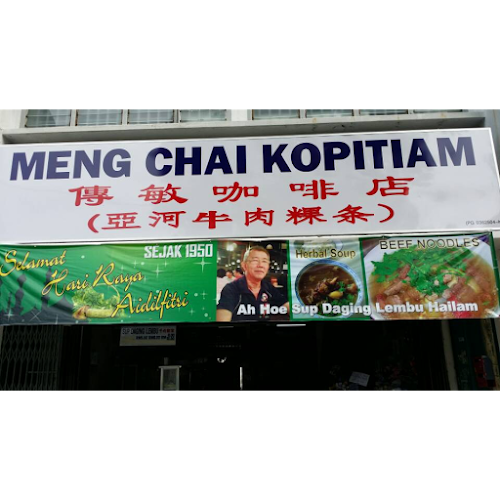 MENG CHAI KOPITIAM
傳敏咖啡店
(亞河牛肉粿条)
SEJAK 1950
Selamat
Hari Raya
Aidilfitri
Herbal Soup
BEEF NOODLES
Ah Hoe Sup Daging Lembu Hailam